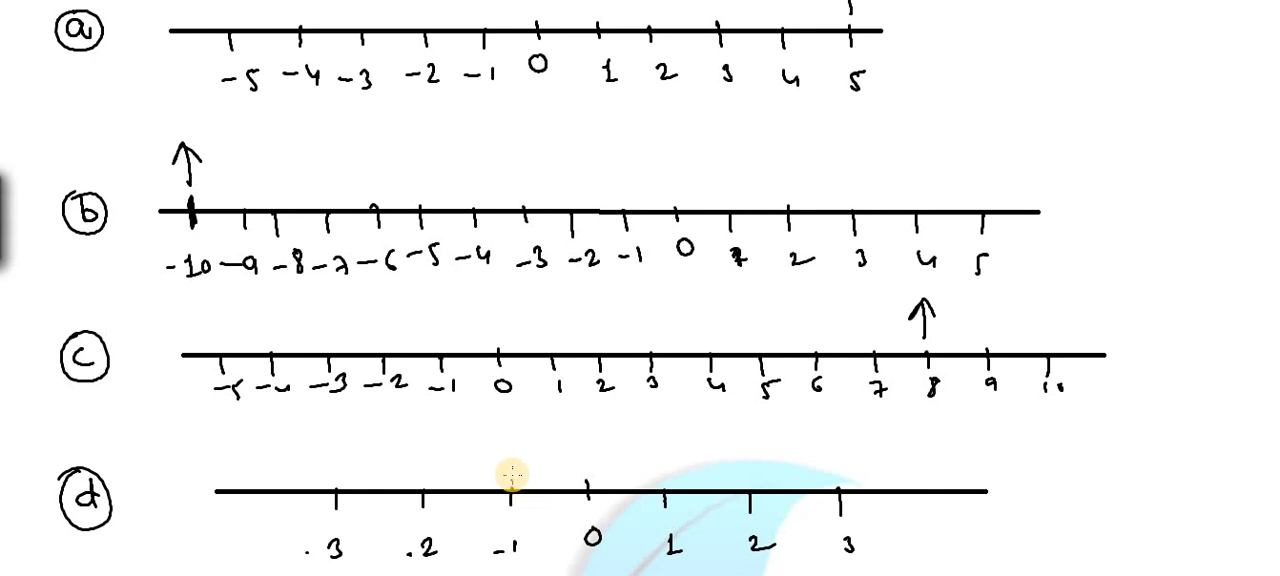 a
-5 -4 -3 -2 -1 0 1 2 3 4 5
b
-10 -9 -8 -7 -6 -5 -4 -3 -2 -1 0 1 2 3 4 5
c
-5 -4 -3 -2 -1 0 1 2 3 4 5 6 7 8 9 10
d
-3 -2 -1 0 1 2 3